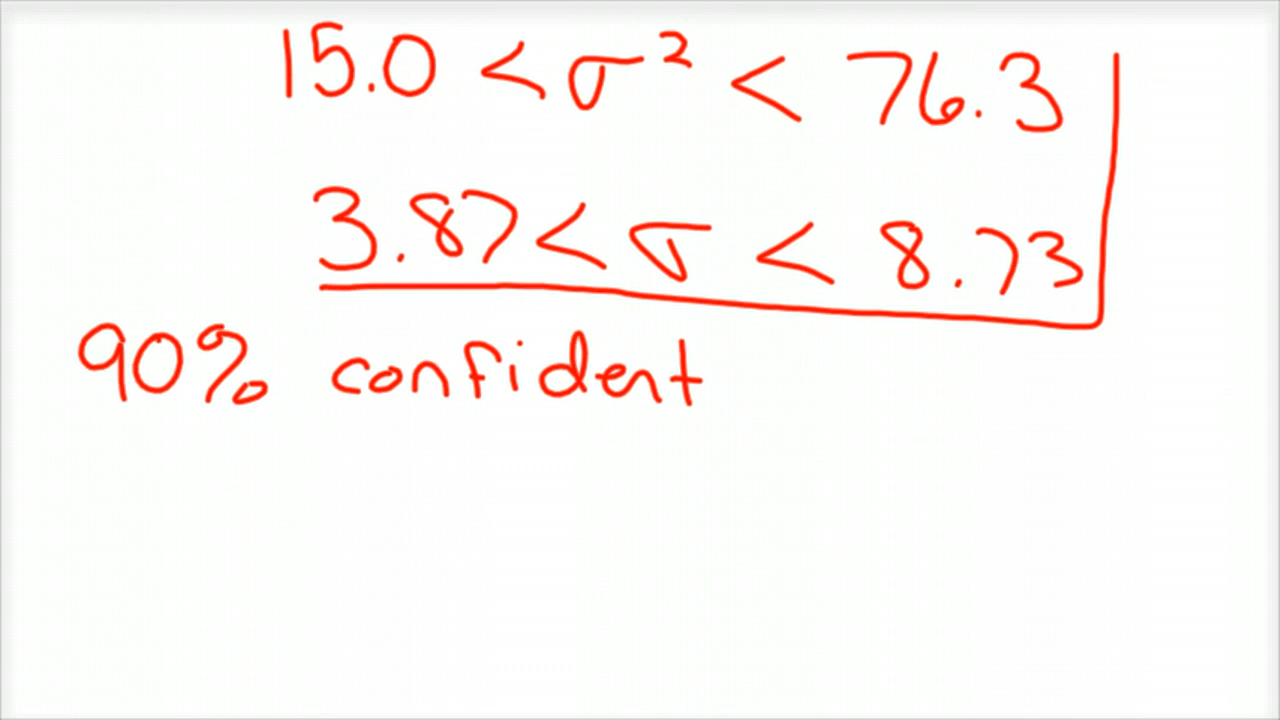 15.0 < σ² < 76.3
3.87 < σ < 8.73
90% confident